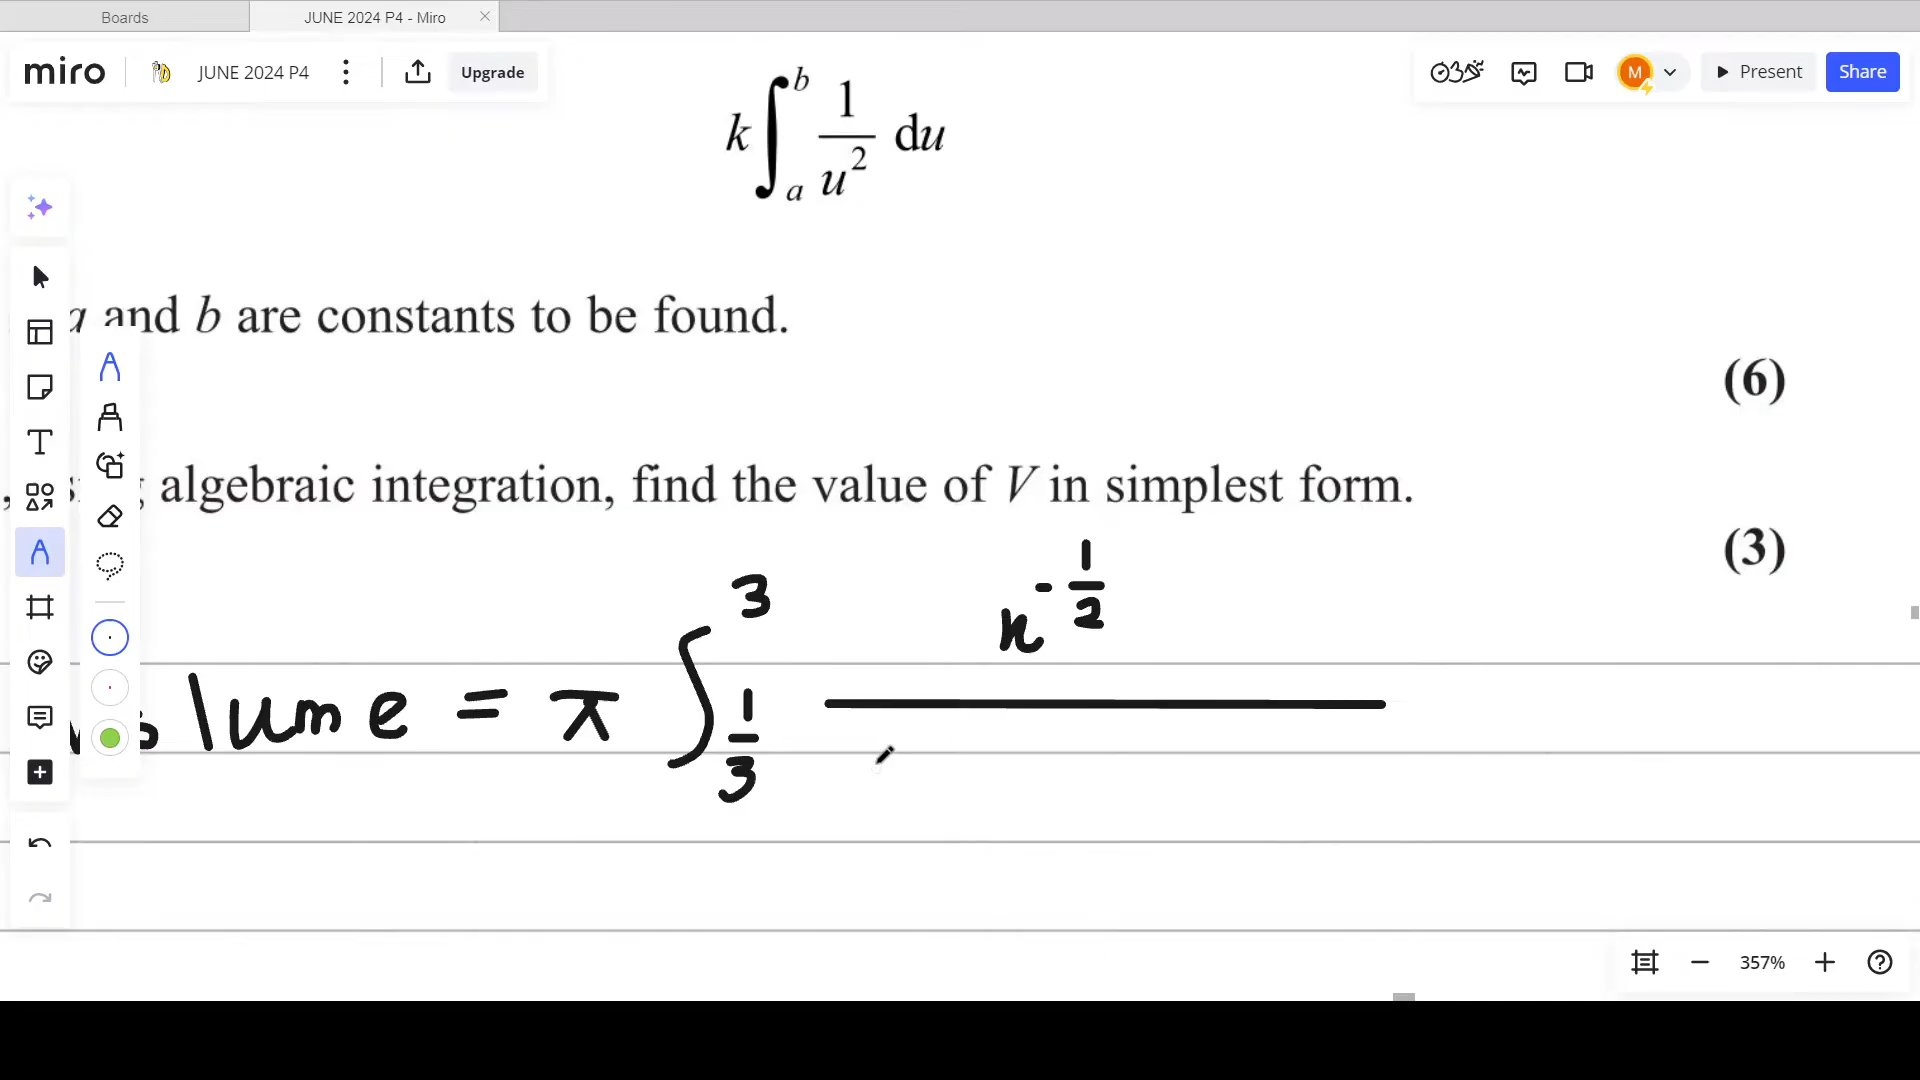 Boards JUNE 2024 P4 - Miro
miro JUNE 2024 P4 Upgrade M Present Share
k ∫_a^b 1/u² du
a and b are constants to be found.
(6)
algebraic integration, find the value of V in simplest form.
(3)
lume = π ∫_{1/3}^{3} x^{-1/2}
357%